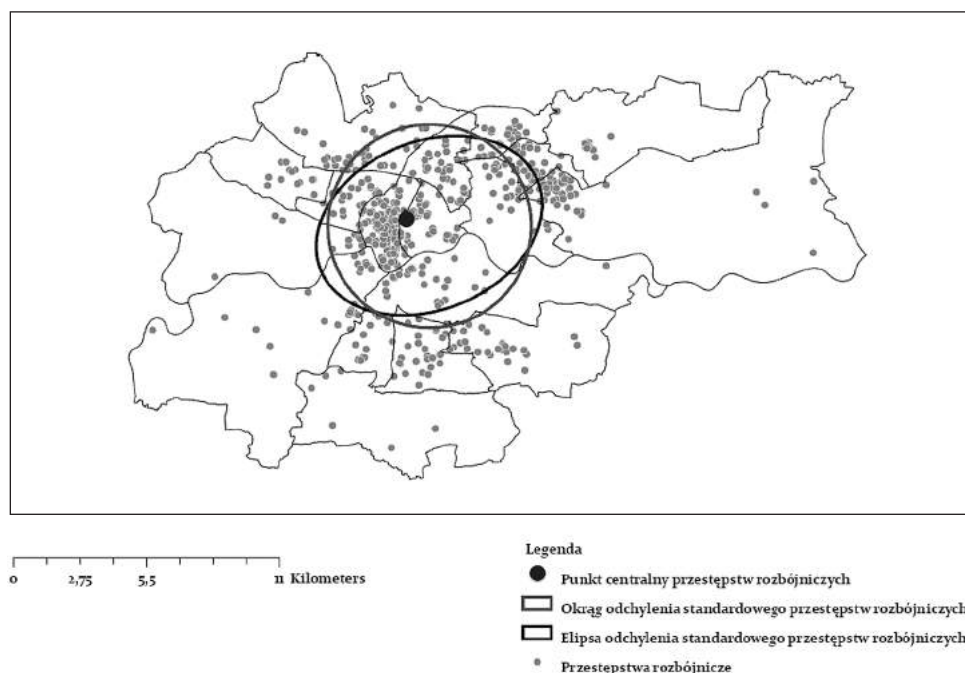 0 2,75 5,5 11 Kilometers
Legenda
Punkt centralny przestępstw rozbójniczych
Okrąg odchylenia standardowego przestępstw rozbójniczych
Elipsa odchylenia standardowego przestępstw rozbójniczych
Przestępstwa rozbójnicze